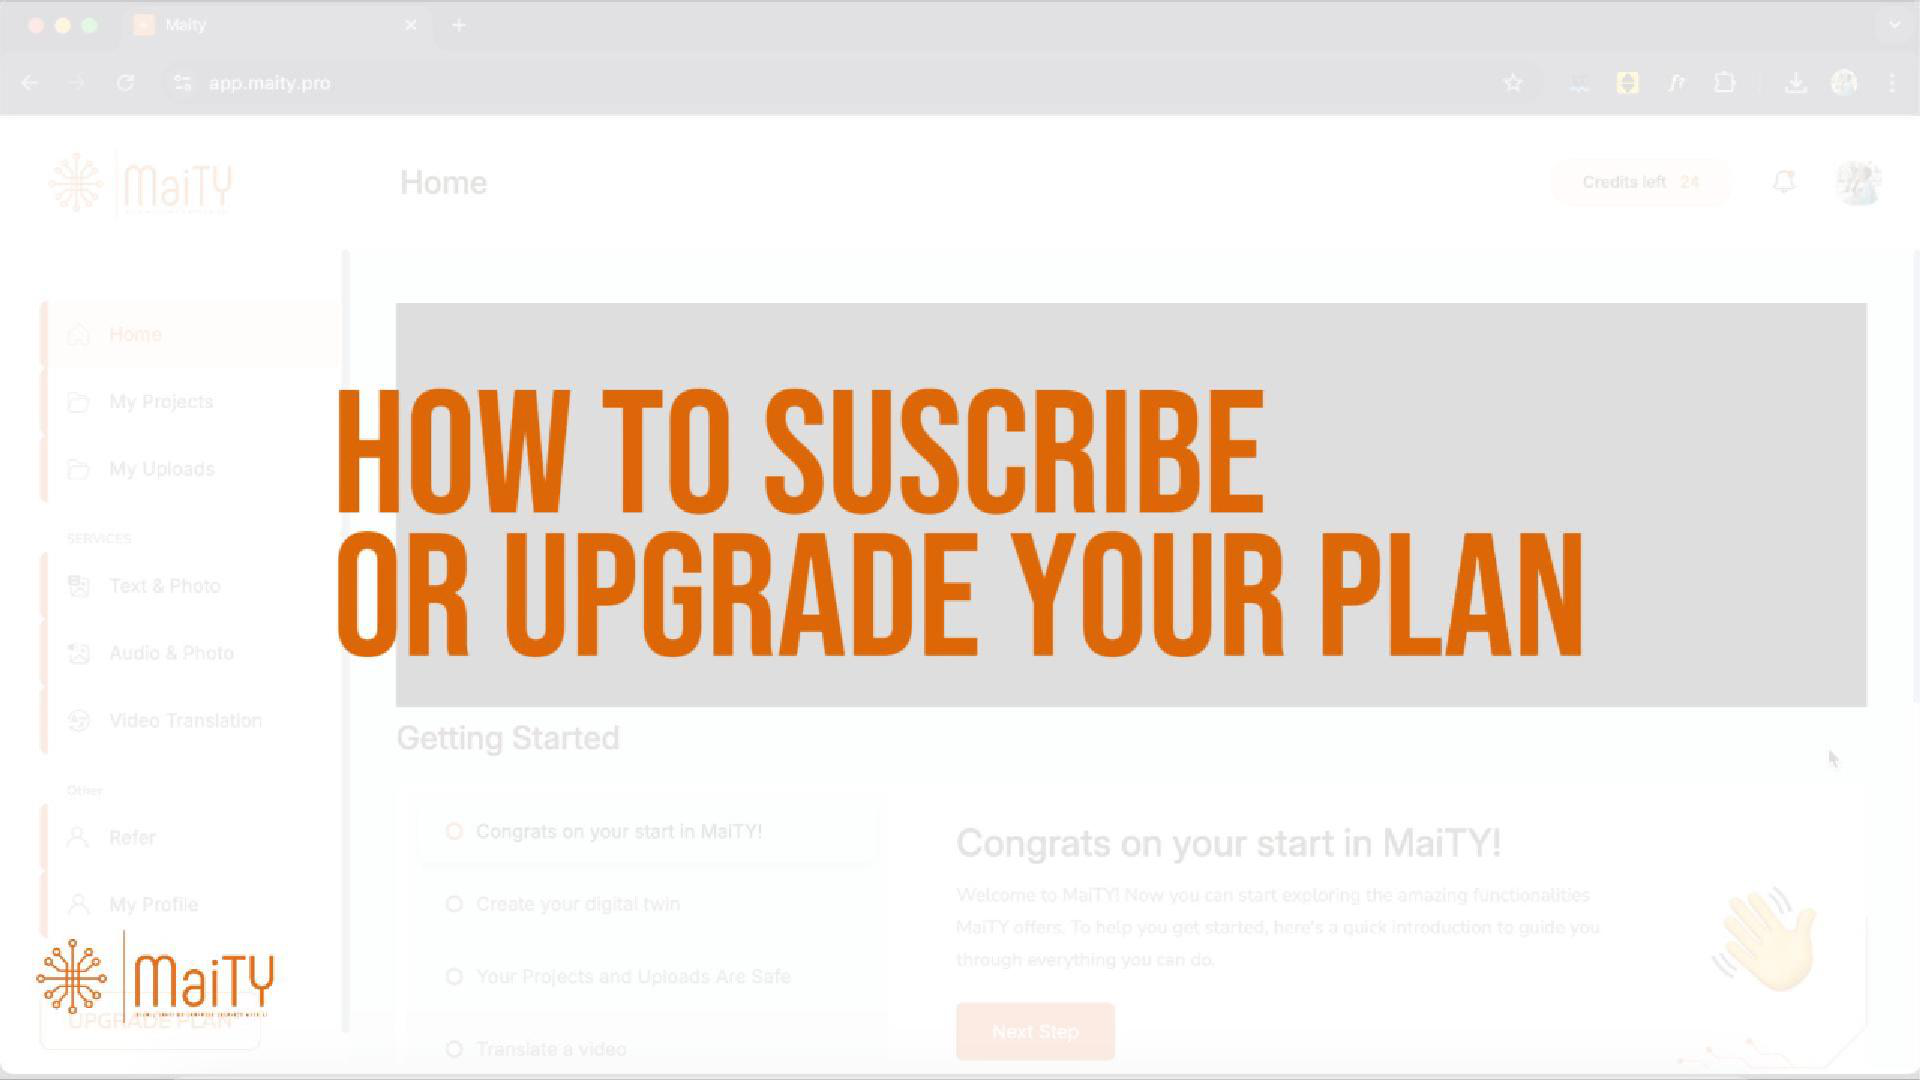 Maity
app.maity.pro
MaiTY
Home
Credits left 24
Home
My Projects
My Uploads
HOW TO SUSCRIBE
OR UPGRADE YOUR PLAN
SERVICES
Text & Photo
Audio & Photo
Video Translation
Other
Refer
My Profile
MaiTY
UPGRADE PLAN
Getting Started
Congrats on your start in MaiTY!
Create your digital twin
Your Projects and Uploads Are Safe
Translate a video
Congrats on your start in MaiTY!
Welcome to MaiTY! Now you can start exploring the amazing functionalities
MaiTY offers. To help you get started, here's a quick introduction to guide you
through everything you can do.
Next Step